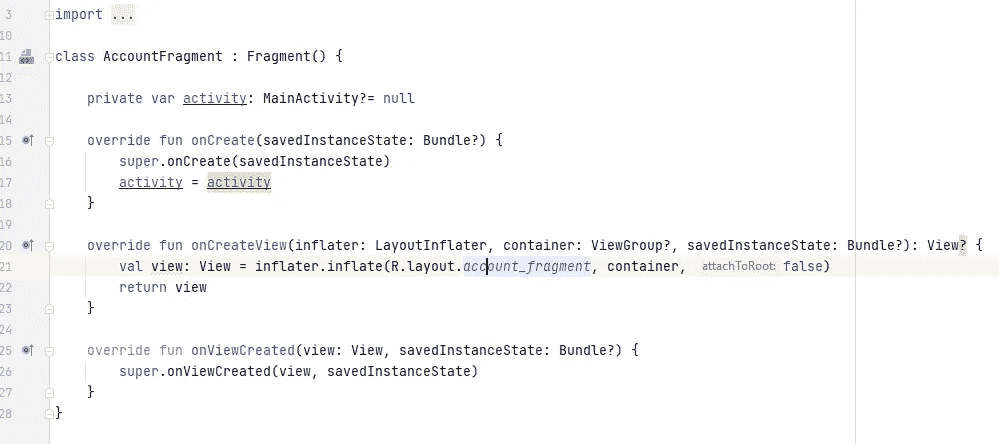 3 import ...
10
11 class AccountFragment : Fragment() {
12
13     private var activity: MainActivity?= null
14
15     override fun onCreate(savedInstanceState: Bundle?) {
16         super.onCreate(savedInstanceState)
17         activity = activity
18     }
19
20     override fun onCreateView(inflater: LayoutInflater, container: ViewGroup?, savedInstanceState: Bundle?): View? {
21         val view: View = inflater.inflate(R.layout.account_fragment, container, attachToRoot: false)
22         return view
23     }
24
25     override fun onViewCreated(view: View, savedInstanceState: Bundle?) {
26         super.onViewCreated(view, savedInstanceState)
27     }
28 }